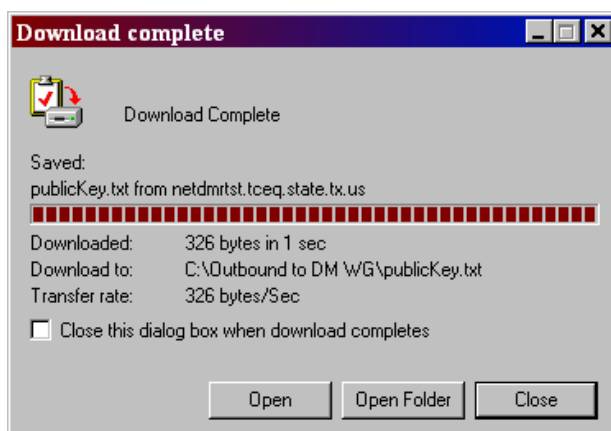 Download complete
Download Complete
Saved:
publicKey.txt from netdmrtst.tceq.state.tx.us
Downloaded: 326 bytes in 1 sec
Download to: C:\Outbound to DM WG\publicKey.txt
Transfer rate: 326 bytes/Sec
Close this dialog box when download completes
Open Open Folder Close